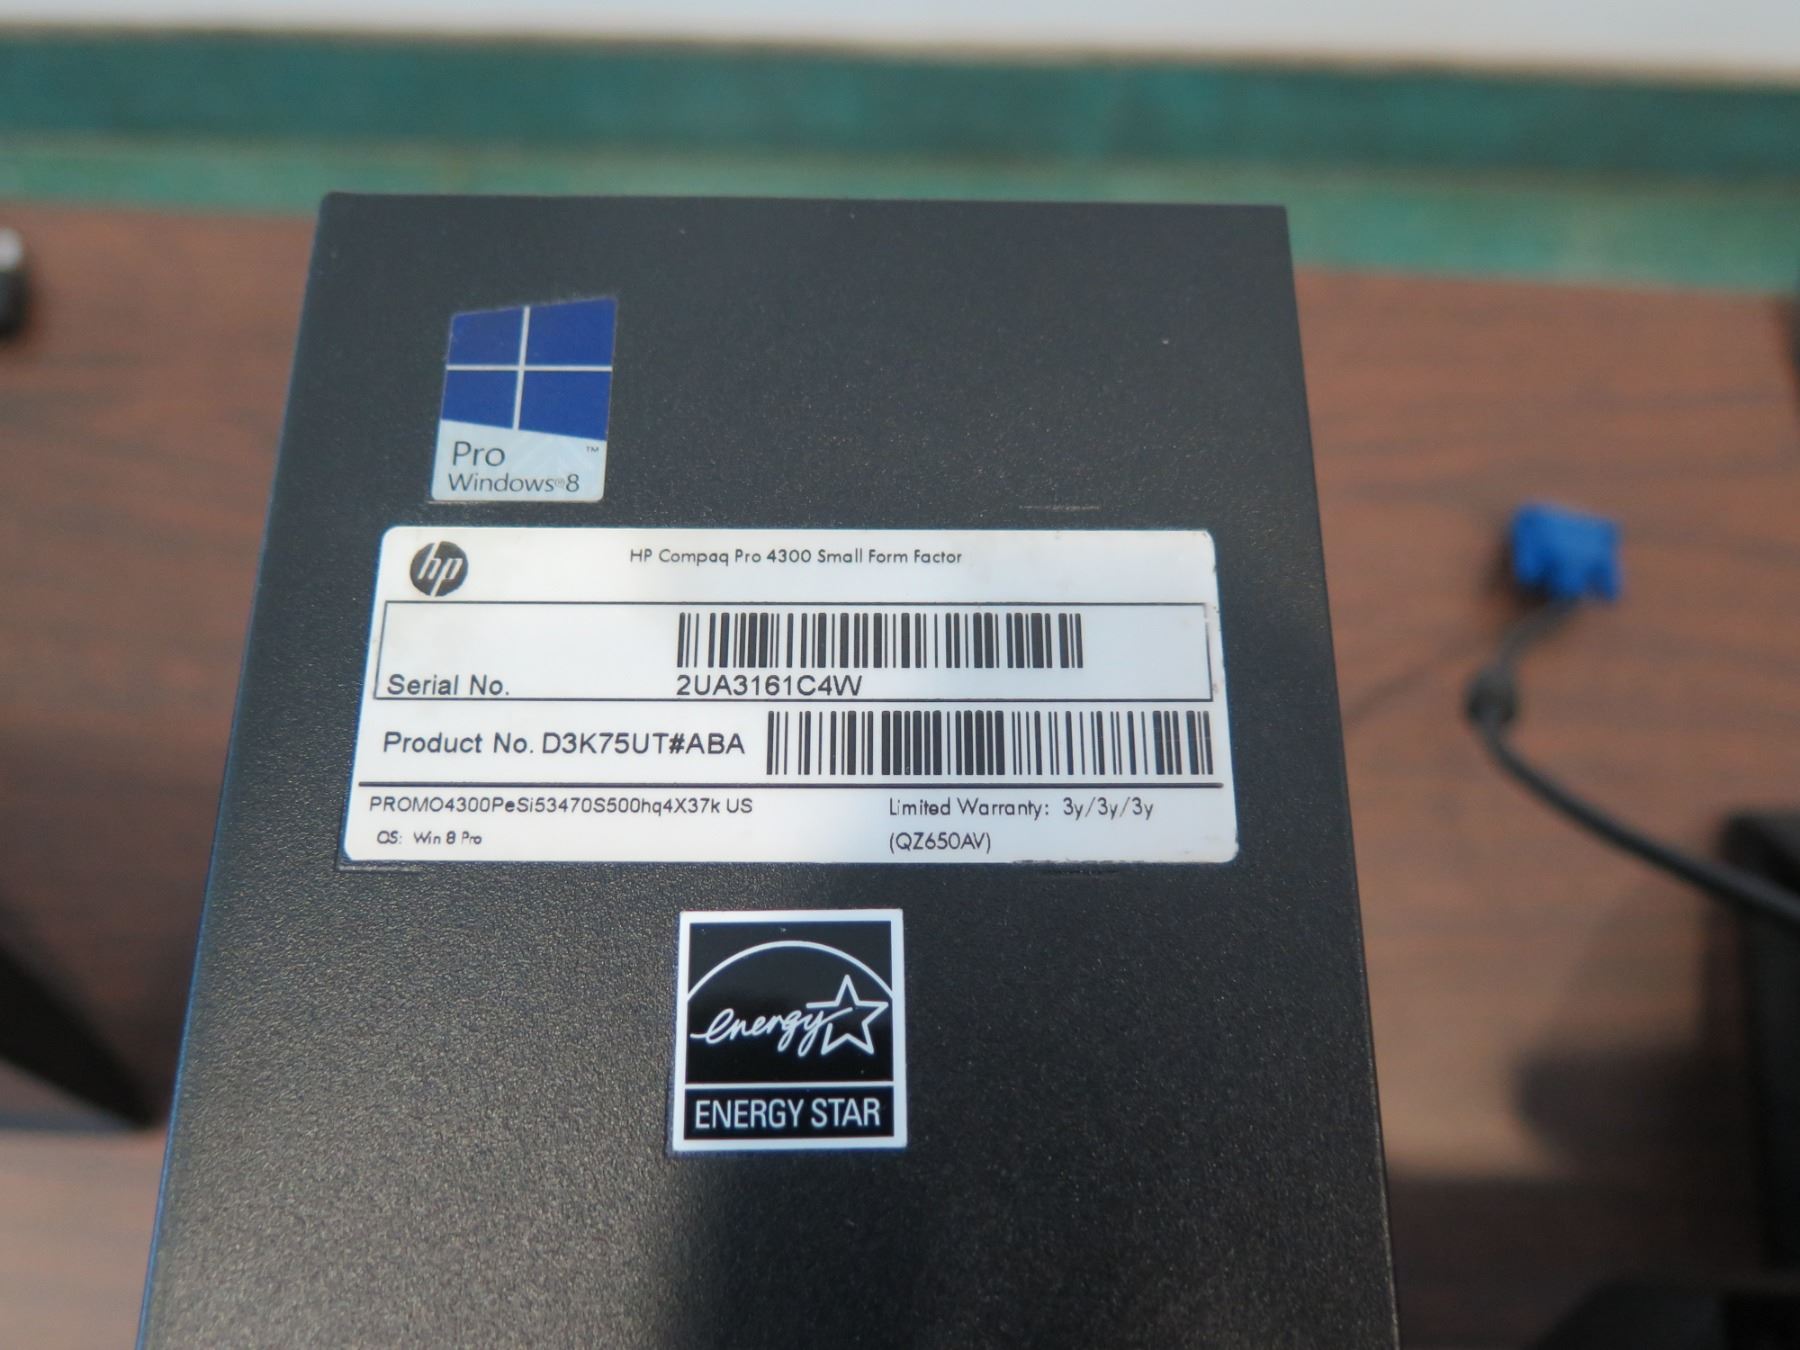 Pro ™
Windows®8
hp
HP Compaq Pro 4300 Small Form Factor
Serial No. 2UA3161C4W
Product No. D3K75UT#ABA
PROMO4300PeSi53470S500hq4X37k US
Limited Warranty: 3y/3y/3y
OS: Win 8 Pro
(QZ650AV)
energy
ENERGY STAR